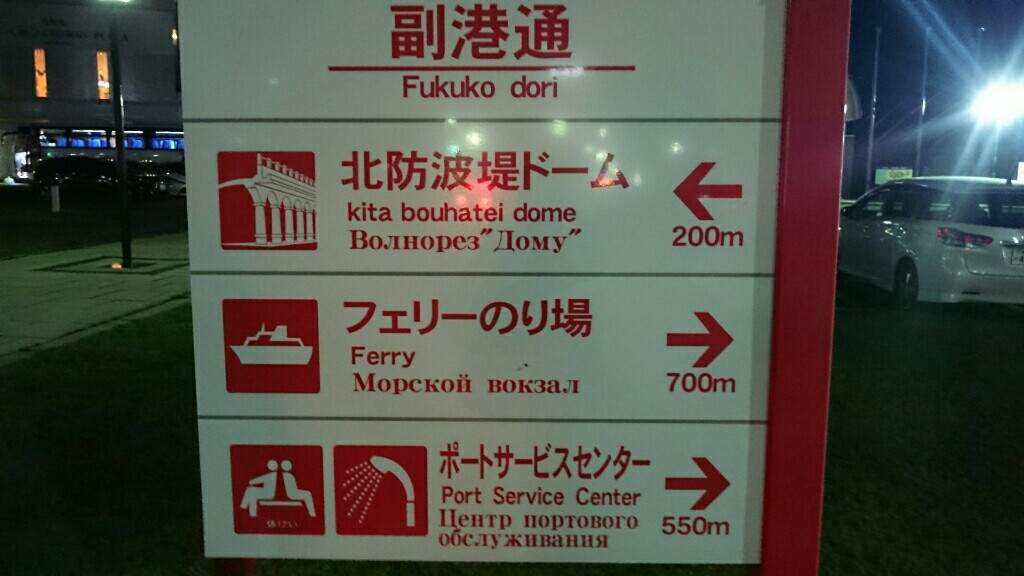 副港通
Fukuko dori
北防波堤ドーム
kita bouhatei dome
Волнорез"Дому"
200m
フェリーのり場
Ferry
Морской вокзал
700m
ポートサービスセンター
Port Service Center
Центр портового
обслуживания
550m